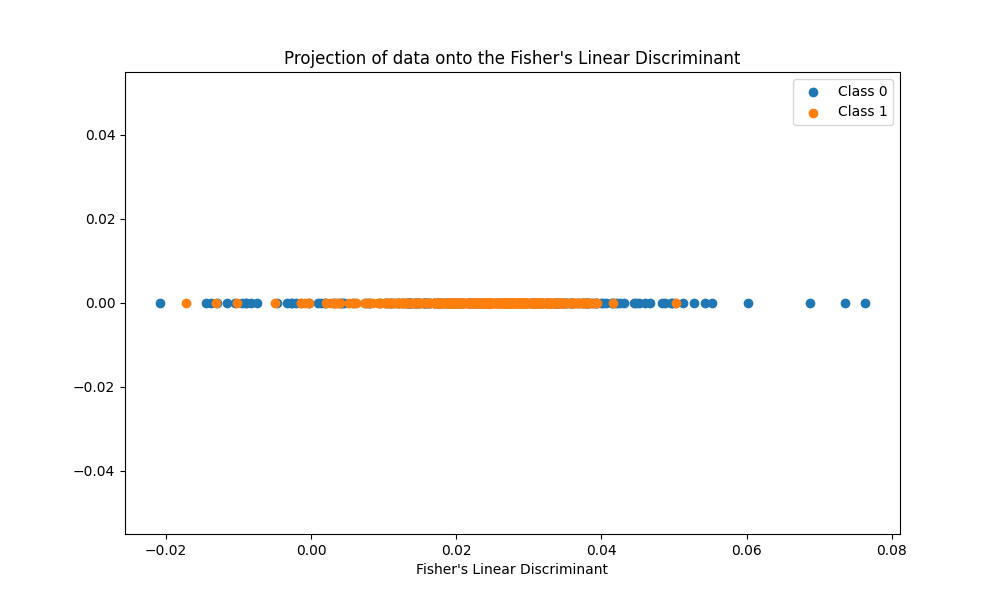 Projection of data onto the Fisher's Linear Discriminant
Class 0
Class 1
0.04
0.02
0.00
−0.02
−0.04
−0.02
0.00
0.02
0.04
0.06
0.08
Fisher's Linear Discriminant